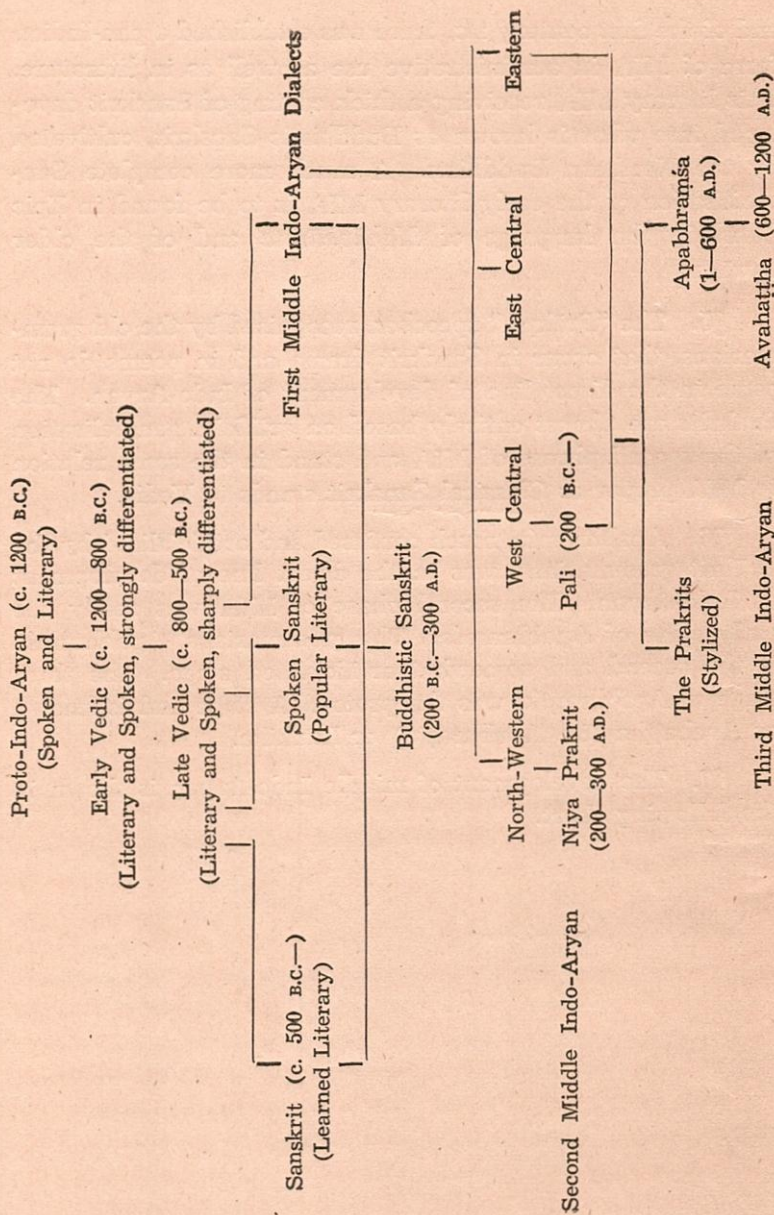 Proto-Indo-Aryan (c. 1200 B.C.)
(Spoken and Literary)
Early Vedic (c. 1200—800 B.C.)
(Literary and Spoken, strongly differentiated)
Late Vedic (c. 800—500 B.C.)
(Literary and Spoken, sharply differentiated)
Sanskrit (c. 500 B.C.—)
(Learned Literary)
Spoken Sanskrit
(Popular Literary)
First Middle Indo-Aryan Dialects
Buddhistic Sanskrit
(200 B.C.—300 A.D.)
North-Western
West Central
East Central
Eastern
Second Middle Indo-Aryan
Niya Prakrit
(200—300 A.D.)
Pali (200 B.C.—)
The Prakrits
(Stylized)
Apabhraṁśa
(1—600 A.D.)
Third Middle Indo-Aryan
Avahaṭṭha (600—1200 A.D.)